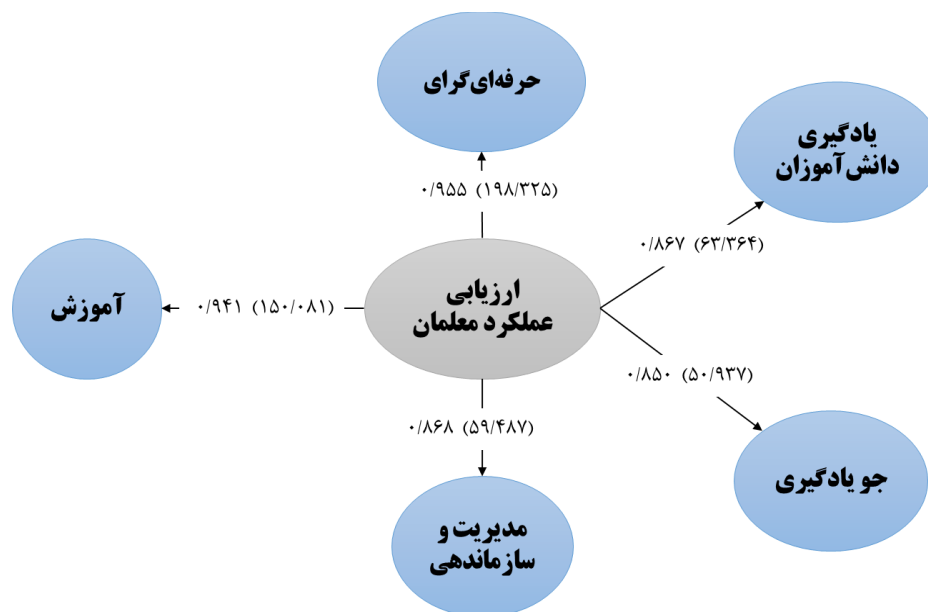 حرفه‌ای‌گرای
یادگیری
دانش‌آموزان
۰/۹۵۵ (۱۹۸/۳۲۵)
۰/۸۶۷ (۶۳/۳۶۴)
ارزیابی
عملکرد معلمان
آموزش
۰/۹۴۱ (۱۵۰/۰۸۱)
۰/۸۵۰ (۵۰/۹۳۷)
۰/۸۶۸ (۵۹/۴۸۷)
جو یادگیری
مدیریت و
سازماندهی